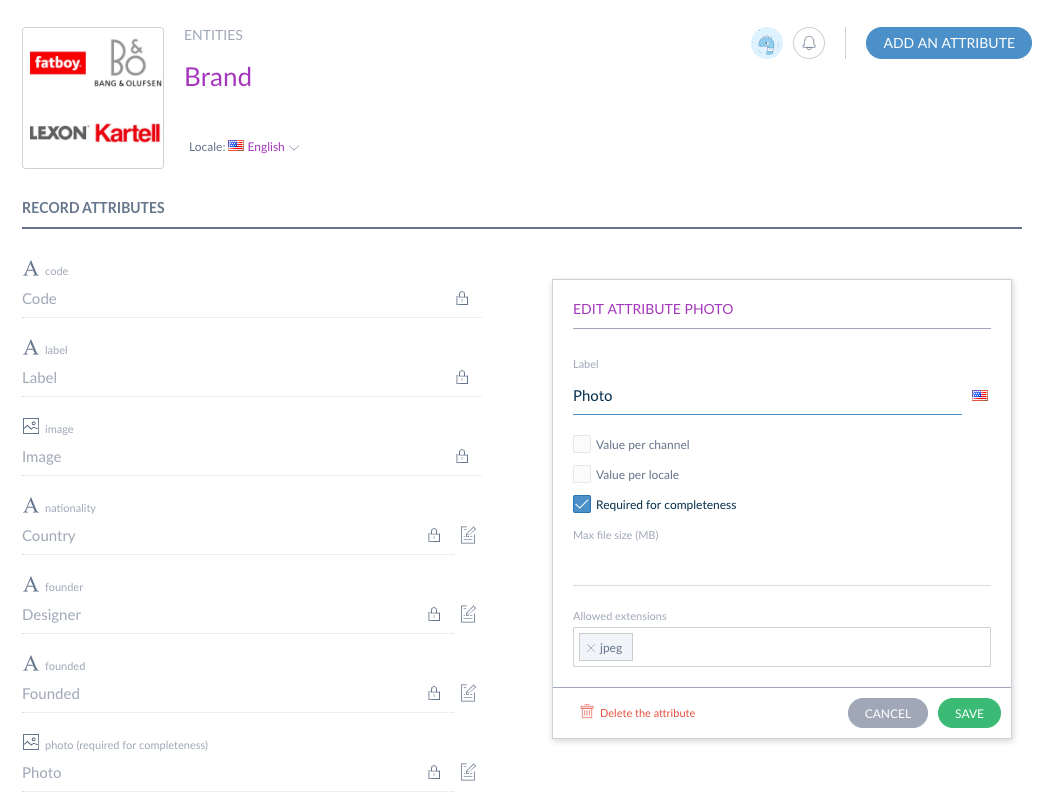 fatboy.
B&O
BANG & OLUFSEN
LEXON
Kartell
ENTITIES
Brand
Locale: English
ADD AN ATTRIBUTE
RECORD ATTRIBUTES
code
Code
label
Label
image
Image
nationality
Country
founder
Designer
founded
Founded
photo (required for completeness)
Photo
EDIT ATTRIBUTE PHOTO
Label
Photo
Value per channel
Value per locale
Required for completeness
Max file size (MB)
Allowed extensions
jpeg
Delete the attribute
CANCEL
SAVE